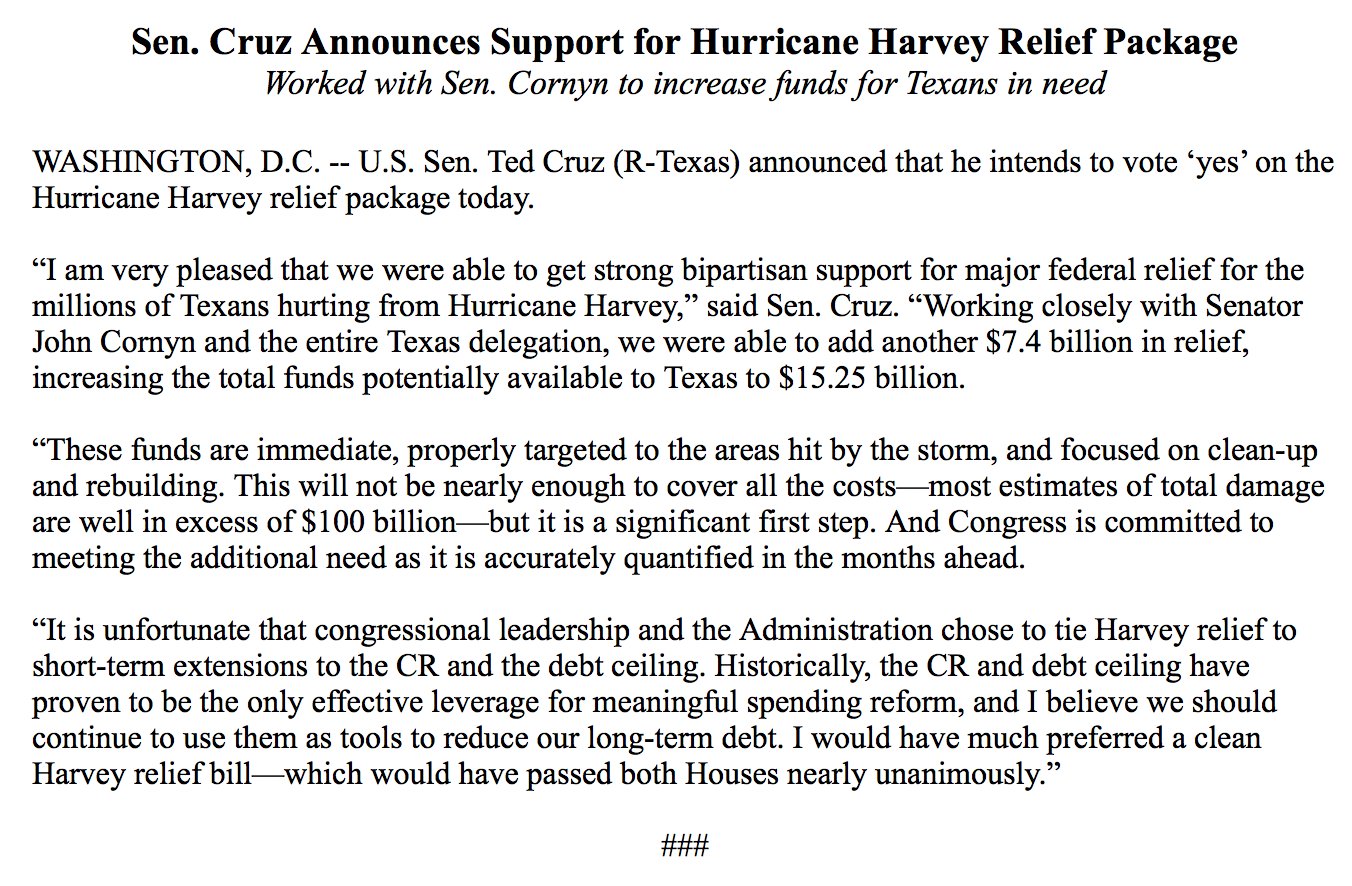 Sen. Cruz Announces Support for Hurricane Harvey Relief Package
Worked with Sen. Cornyn to increase funds for Texans in need
WASHINGTON, D.C. -- U.S. Sen. Ted Cruz (R-Texas) announced that he intends to vote ‘yes’ on the
Hurricane Harvey relief package today.
“I am very pleased that we were able to get strong bipartisan support for major federal relief for the
millions of Texans hurting from Hurricane Harvey,” said Sen. Cruz. “Working closely with Senator
John Cornyn and the entire Texas delegation, we were able to add another $7.4 billion in relief,
increasing the total funds potentially available to Texas to $15.25 billion.
“These funds are immediate, properly targeted to the areas hit by the storm, and focused on clean-up
and rebuilding. This will not be nearly enough to cover all the costs—most estimates of total damage
are well in excess of $100 billion—but it is a significant first step. And Congress is committed to
meeting the additional need as it is accurately quantified in the months ahead.
“It is unfortunate that congressional leadership and the Administration chose to tie Harvey relief to
short-term extensions to the CR and the debt ceiling. Historically, the CR and debt ceiling have
proven to be the only effective leverage for meaningful spending reform, and I believe we should
continue to use them as tools to reduce our long-term debt. I would have much preferred a clean
Harvey relief bill—which would have passed both Houses nearly unanimously.”
###